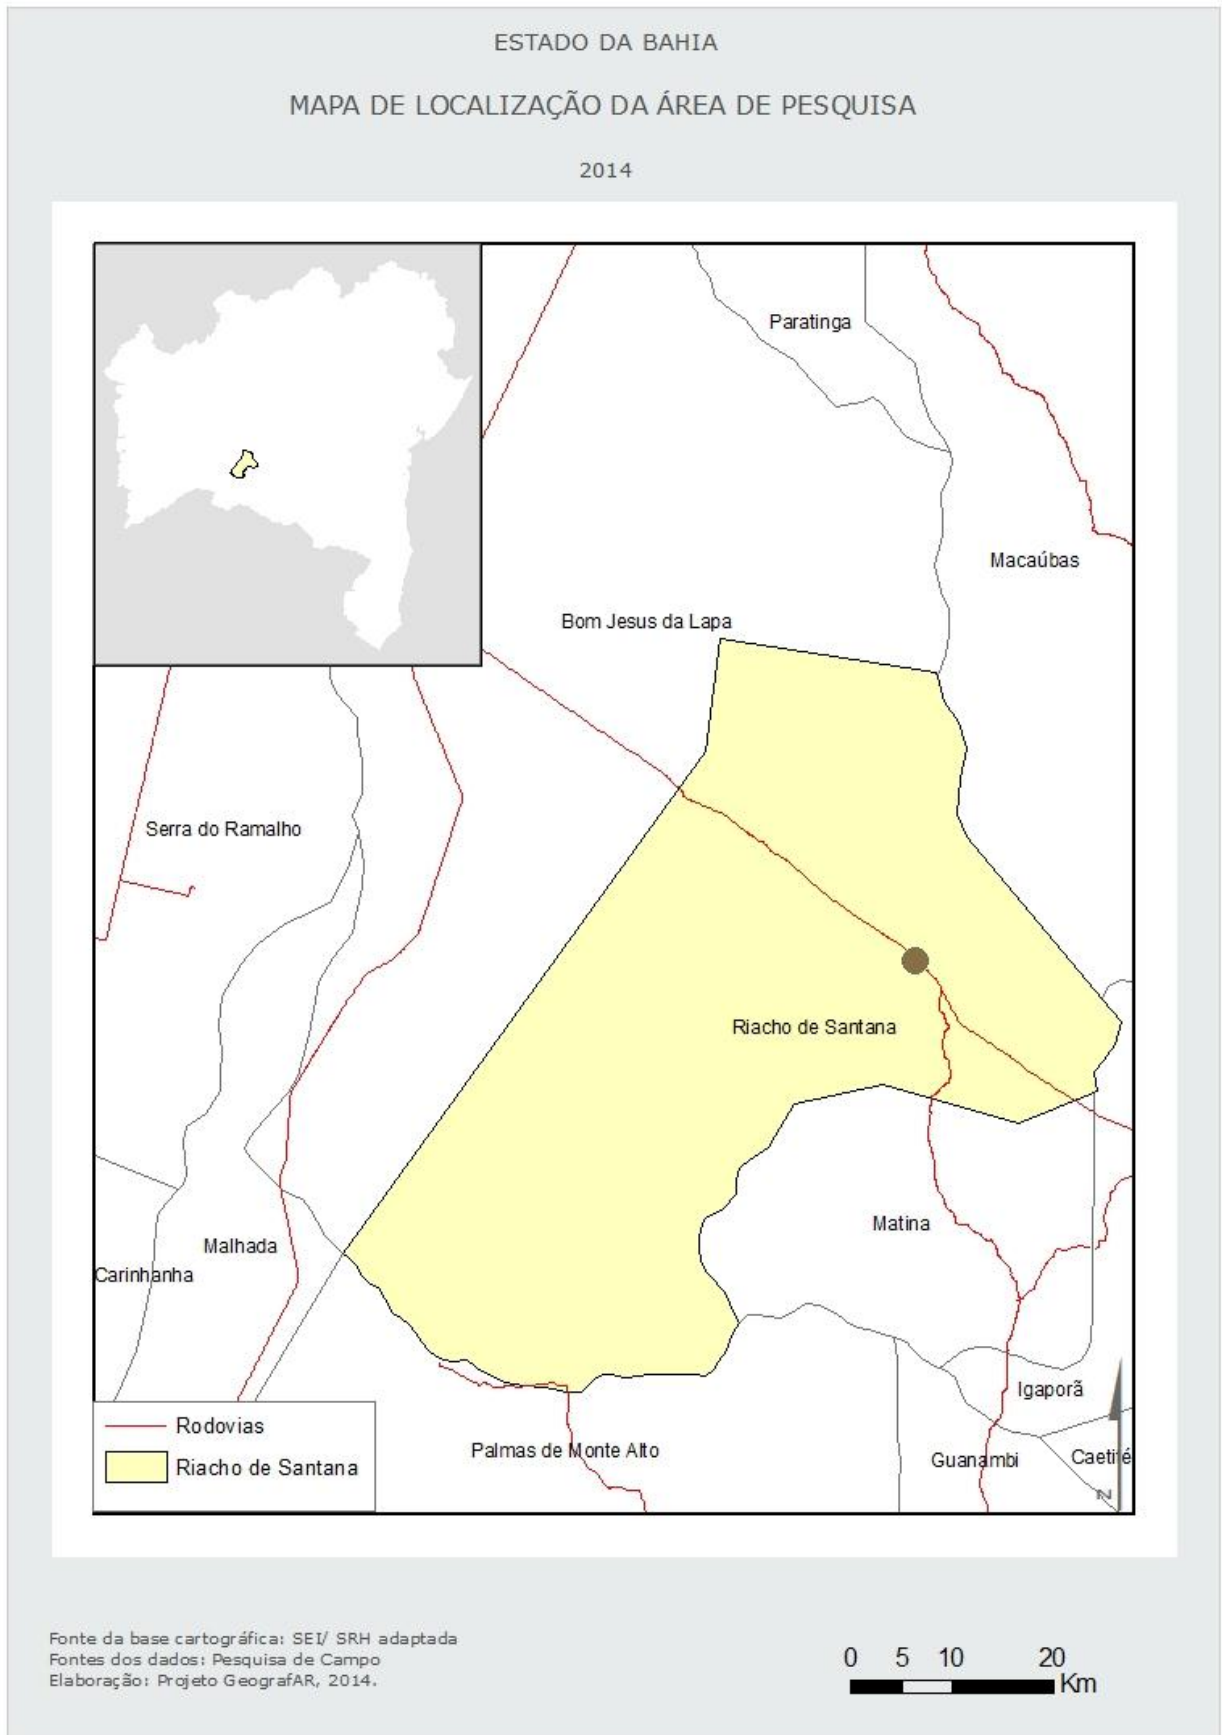 ESTADO DA BAHIA
MAPA DE LOCALIZAÇÃO DA ÁREA DE PESQUISA
2014
Paratinga
Macaúbas
Bom Jesus da Lapa
Serra do Ramalho
Riacho de Santana
Matina
Malhada
Carinhanha
Igaporã
Palmas de Monte Alto
Guanambi
Caetité
N
Rodovias
Riacho de Santana
Fonte da base cartográfica: SEI/ SRH adaptada
Fontes dos dados: Pesquisa de Campo
Elaboração: Projeto GeografAR, 2014.
0 5 10 20
Km